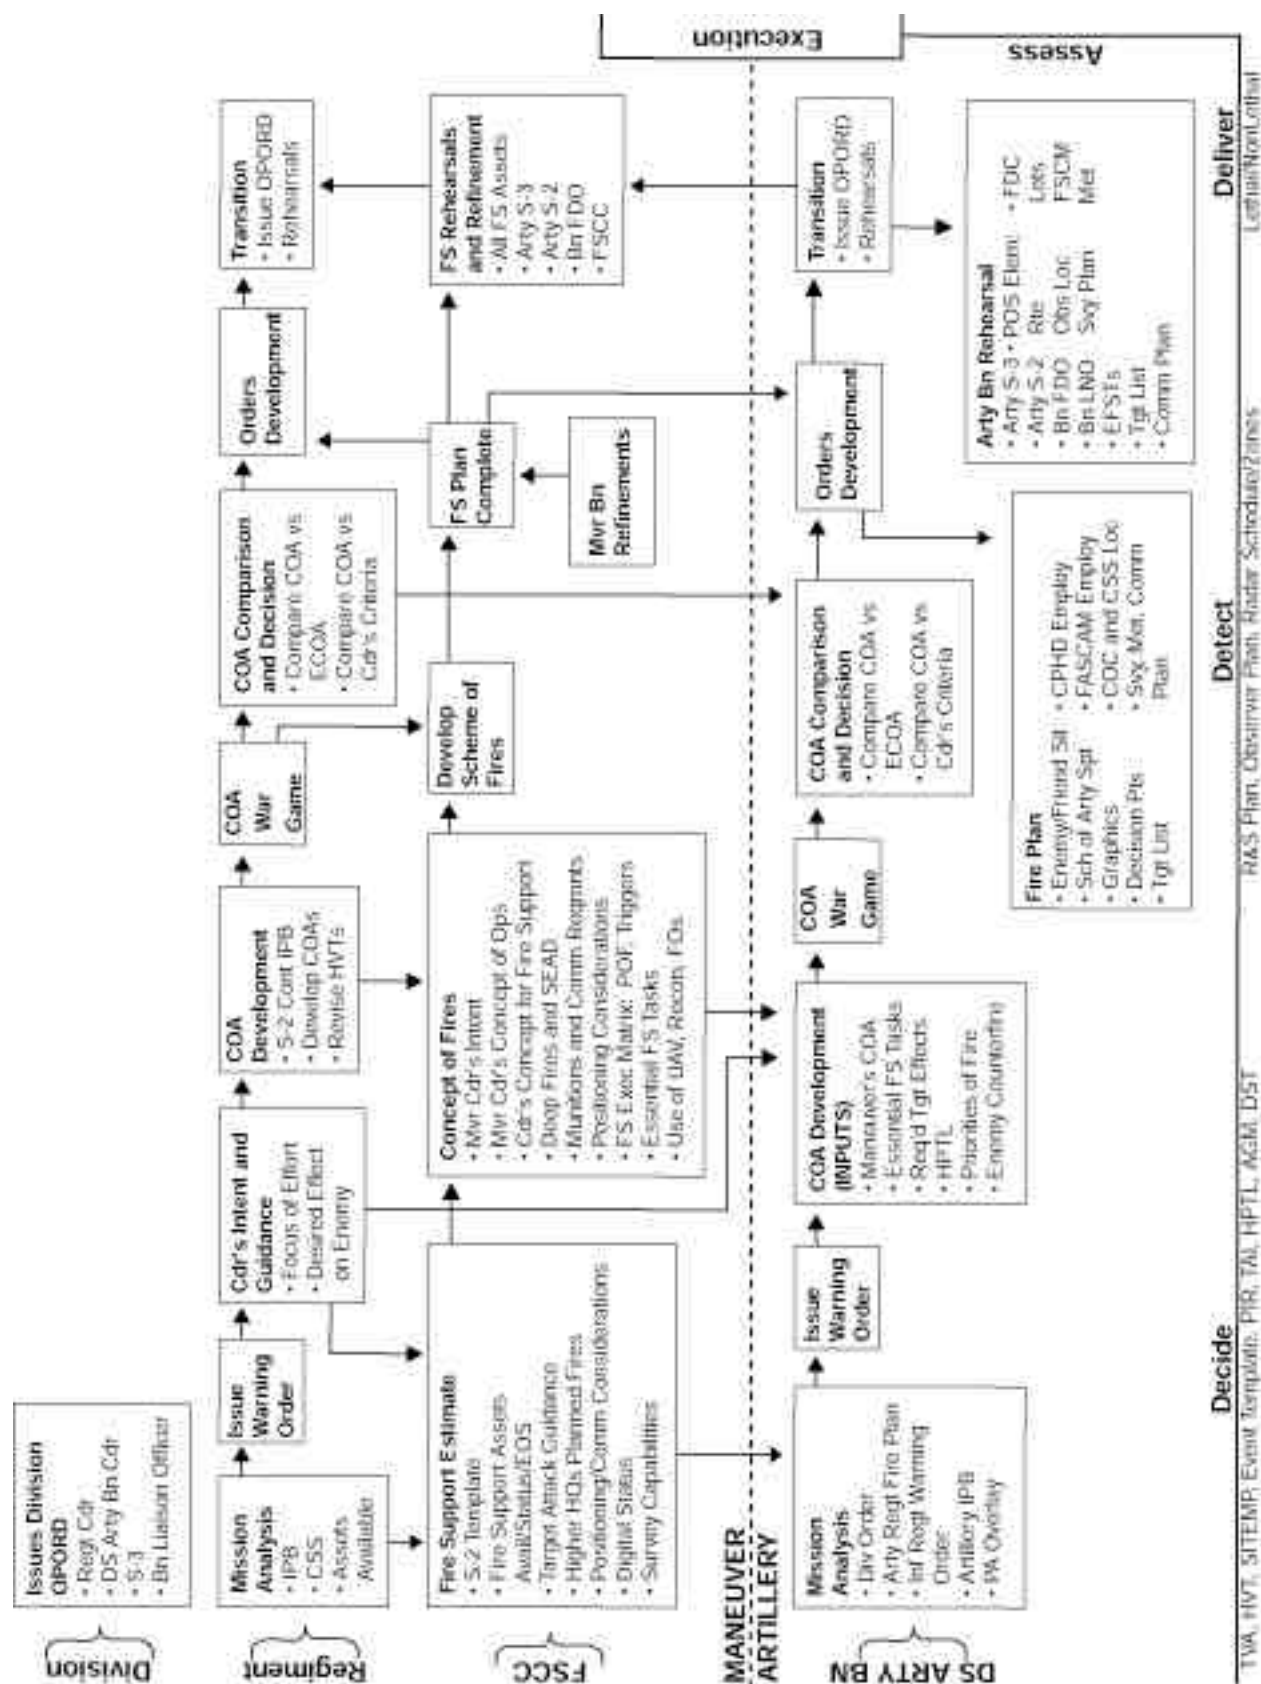 Division
Issues Division
OPORD
• Regt Cdr
• DS Arty Bn Cdr
• S-3
• Bn Liaison Officer
Regiment
Mission
Analysis
• IPB
• CSS
• Assets
Available
Issue
Warning
Order
Cdr's Intent and
Guidance
• Focus of Effort
• Desired Effect
on Enemy
COA
Development
• S-2 Cont IPB
• Develop COAs
• Revise HVTs
COA
War
Game
COA Comparison
and Decision
• Compare COA vs
ECOA
• Compare COA vs
Cdr's Criteria
Orders
Development
Transition
• Issue OPORD
• Rehearsals
FSCC
Fire Support Estimate
• S-2 Template
• Fire Support Assets
Avail/Status/EOS
• Target Attack Guidance
• Higher HQs Planned Fires
• Positioning/Comm Considerations
• Digital Status
• Survey Capabilities
Concept of Fires
• Mvr Cdr's Intent
• Mvr Cdr's Concept of Ops
• Cdr's Concept for Fire Support
• Deep Fires and SEAD
• Munitions and Comm Reqmnts
• Positioning Considerations
• FS Exec Matrix: POF, Triggers
• Essential FS Tasks
• Use of UAV, Recon, FOs
Develop
Scheme of
Fires
FS Plan
Complete
Mvr Bn
Refinements
FS Rehearsals
and Refinement
• All FS Assets
• Arty S-3
• Arty S-2
• Bn FDO
• FSCC
MANEUVER
ARTILLERY
Execution
DS ARTY BN
Mission
Analysis
• Div Order
• Arty Regt Fire Plan
• Inf Regt Warning
Order
• Artillery IPB
• PA Overlay
Issue
Warning
Order
COA Development
(INPUTS)
• Manuever's COA
• Essential FS Tasks
• Req'd Tgt Effects
• HPTL
• Priorities of Fire
• Enemy Counterfire
COA
War
Game
COA Comparison
and Decision
• Compare COA vs
ECOA
• Compare COA vs
Cdr's Criteria
Orders
Development
Transition
• Issue OPORD
• Rehearsals
Fire Plan
• Enemy/Friend Sit
• Sch of Arty Spt
• Graphics
• Decision Pts
• Tgt List
• CPHD Employ
• FASCAM Employ
• COC and CSS Loc
• Svy, Met, Comm
Plan
Arty Bn Rehearsal
• Arty S-3
• Arty S-2
• Bn FDO
• Bn LNO
• EFSTs
• Tgt List
• Comm Plan
• POS Elem
Rte
Obs Loc
Svy Plan
• FDC
Lots
FSCM
Met
Assess
Decide
Detect
Deliver
TVA, HVT, SITEMP, Event Template, PIR, TAI, HPTL, AGM, DST
R&S Plan, Observer Plan, Radar Schedule/Zones
Lethal/NonLethal